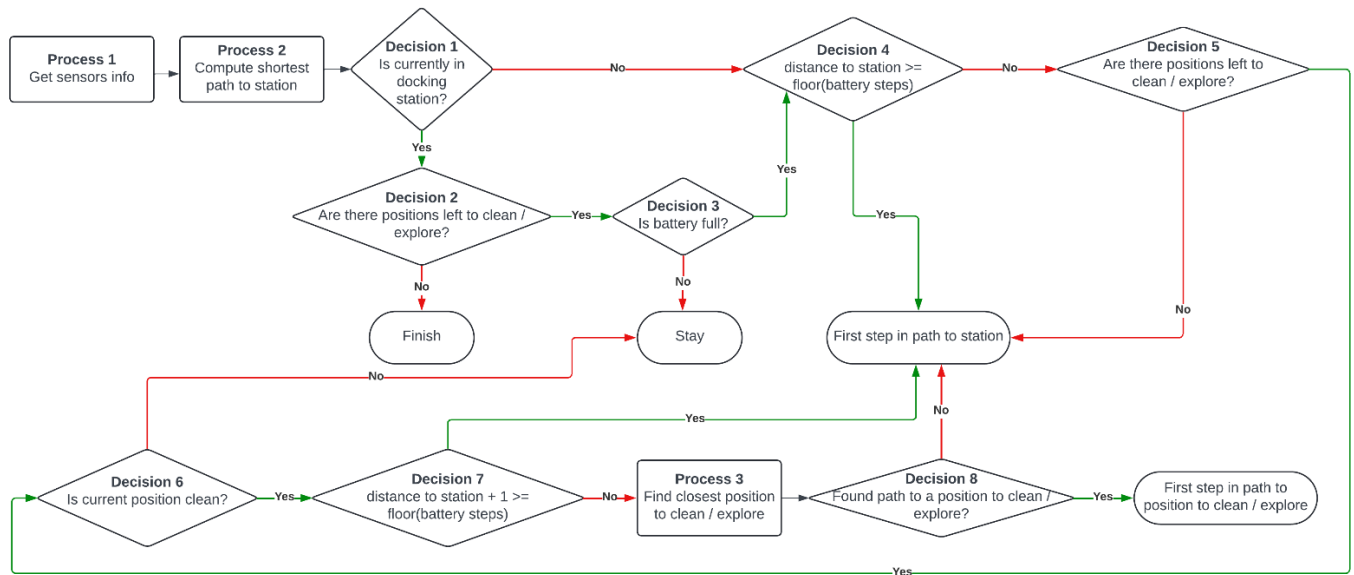 Process 1
Get sensors info
Process 2
Compute shortest
path to station
Decision 1
Is currently in
docking
station?
No
Decision 4
distance to station >=
floor(battery steps)
No
Decision 5
Are there positions left to
clean / explore?
Yes
Yes
Decision 2
Are there positions left to clean /
explore?
Yes
Decision 3
Is battery full?
Yes
No
No
No
Finish
Stay
First step in path to station
No
Yes
No
Decision 6
Is current position clean?
Yes
Decision 7
distance to station + 1 >=
floor(battery steps)
No
Process 3
Find closest position
to clean / explore
Decision 8
Found path to a position to clean /
explore?
Yes
First step in path to
position to clean / explore
Yes